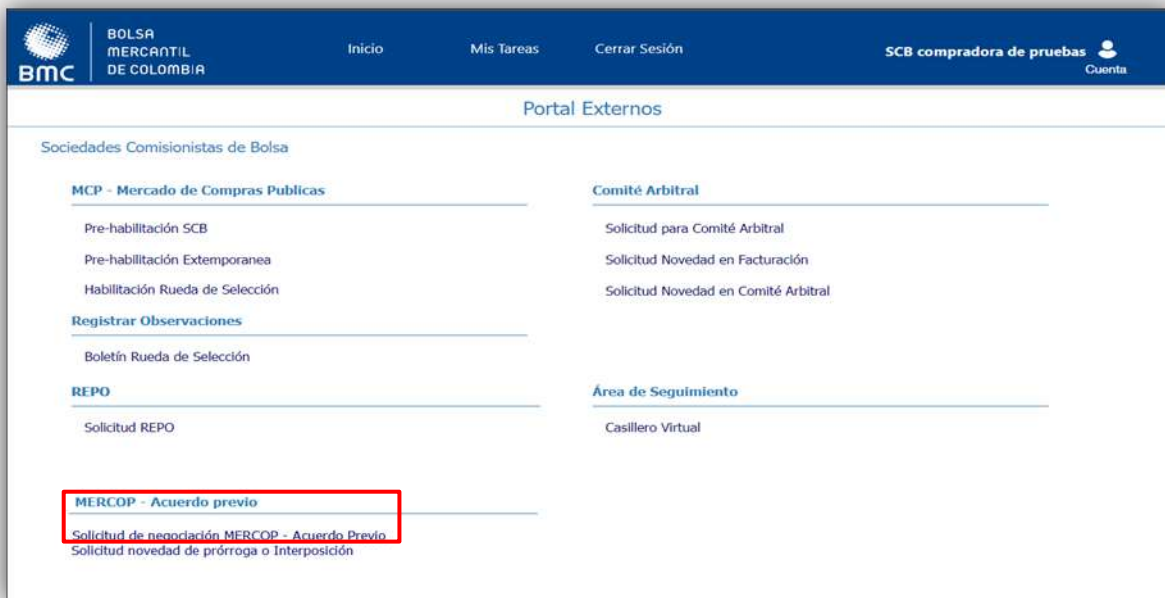 BMC
BOLSA
MERCANTIL
DE COLOMBIA
Inicio
Mis Tareas
Cerrar Sesión
SCB compradora de pruebas
Cuenta
Portal Externos
Sociedades Comisionistas de Bolsa
MCP - Mercado de Compras Publicas
Pre-habilitación SCB
Pre-habilitación Extemporanea
Habilitación Rueda de Selección
Comité Arbitral
Solicitud para Comité Arbitral
Solicitud Novedad en Facturación
Solicitud Novedad en Comité Arbitral
Registrar Observaciones
Boletín Rueda de Selección
REPO
Solicitud REPO
Área de Seguimiento
Casillero Virtual
MERCOP - Acuerdo previo
Solicitud de negociación MERCOP - Acuerdo Previo
Solicitud novedad de prórroga o Interposición